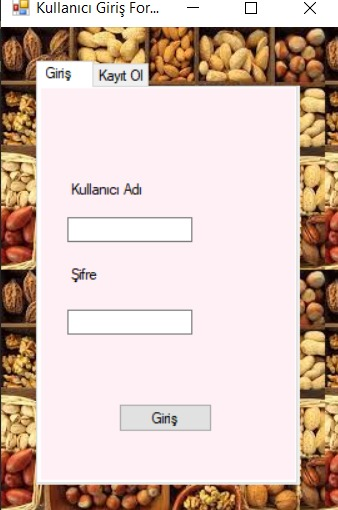 Kullanıcı Giriş For...
Giriş
Kayıt Ol
Kullanıcı Adı
Şifre
Giriş